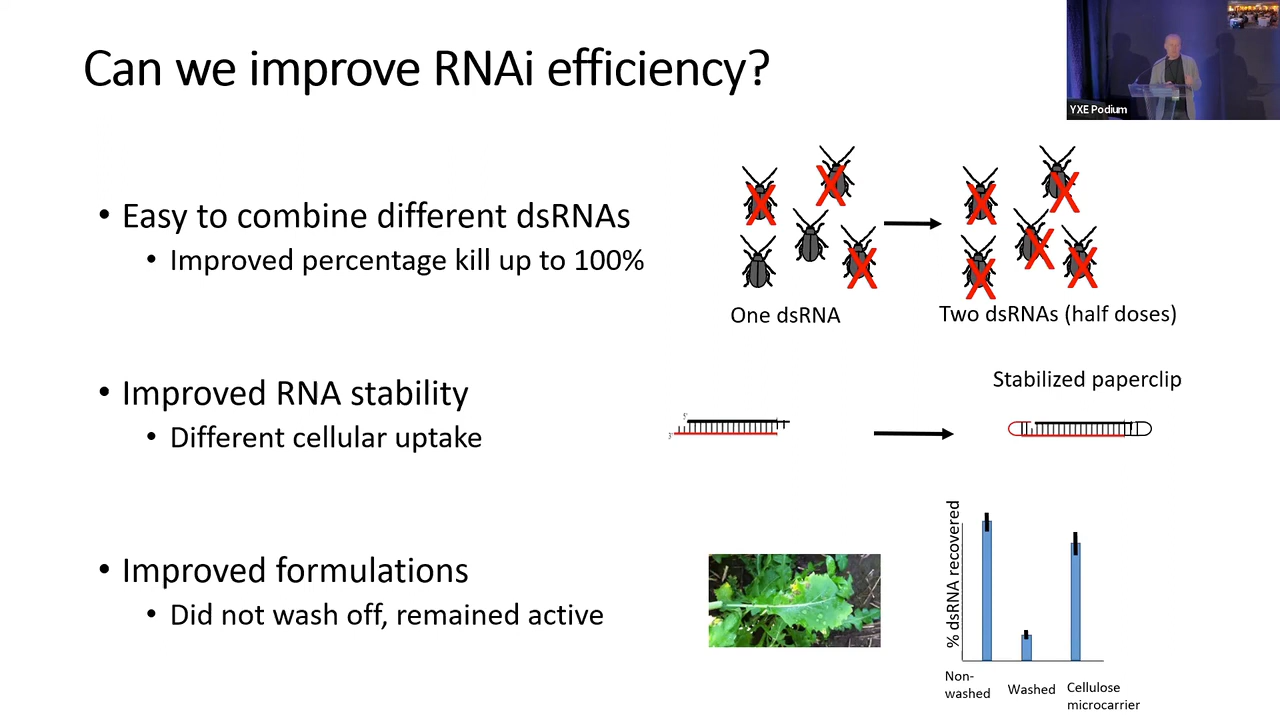 Can we improve RNAi efficiency?
YXE Podium
• Easy to combine different dsRNAs
• Improved percentage kill up to 100%
One dsRNA
Two dsRNAs (half doses)
• Improved RNA stability
• Different cellular uptake
Stabilized paperclip
5'
3'
• Improved formulations
• Did not wash off, remained active
% dsRNA recovered
Non-
washed
Washed
Cellulose
microcarrier